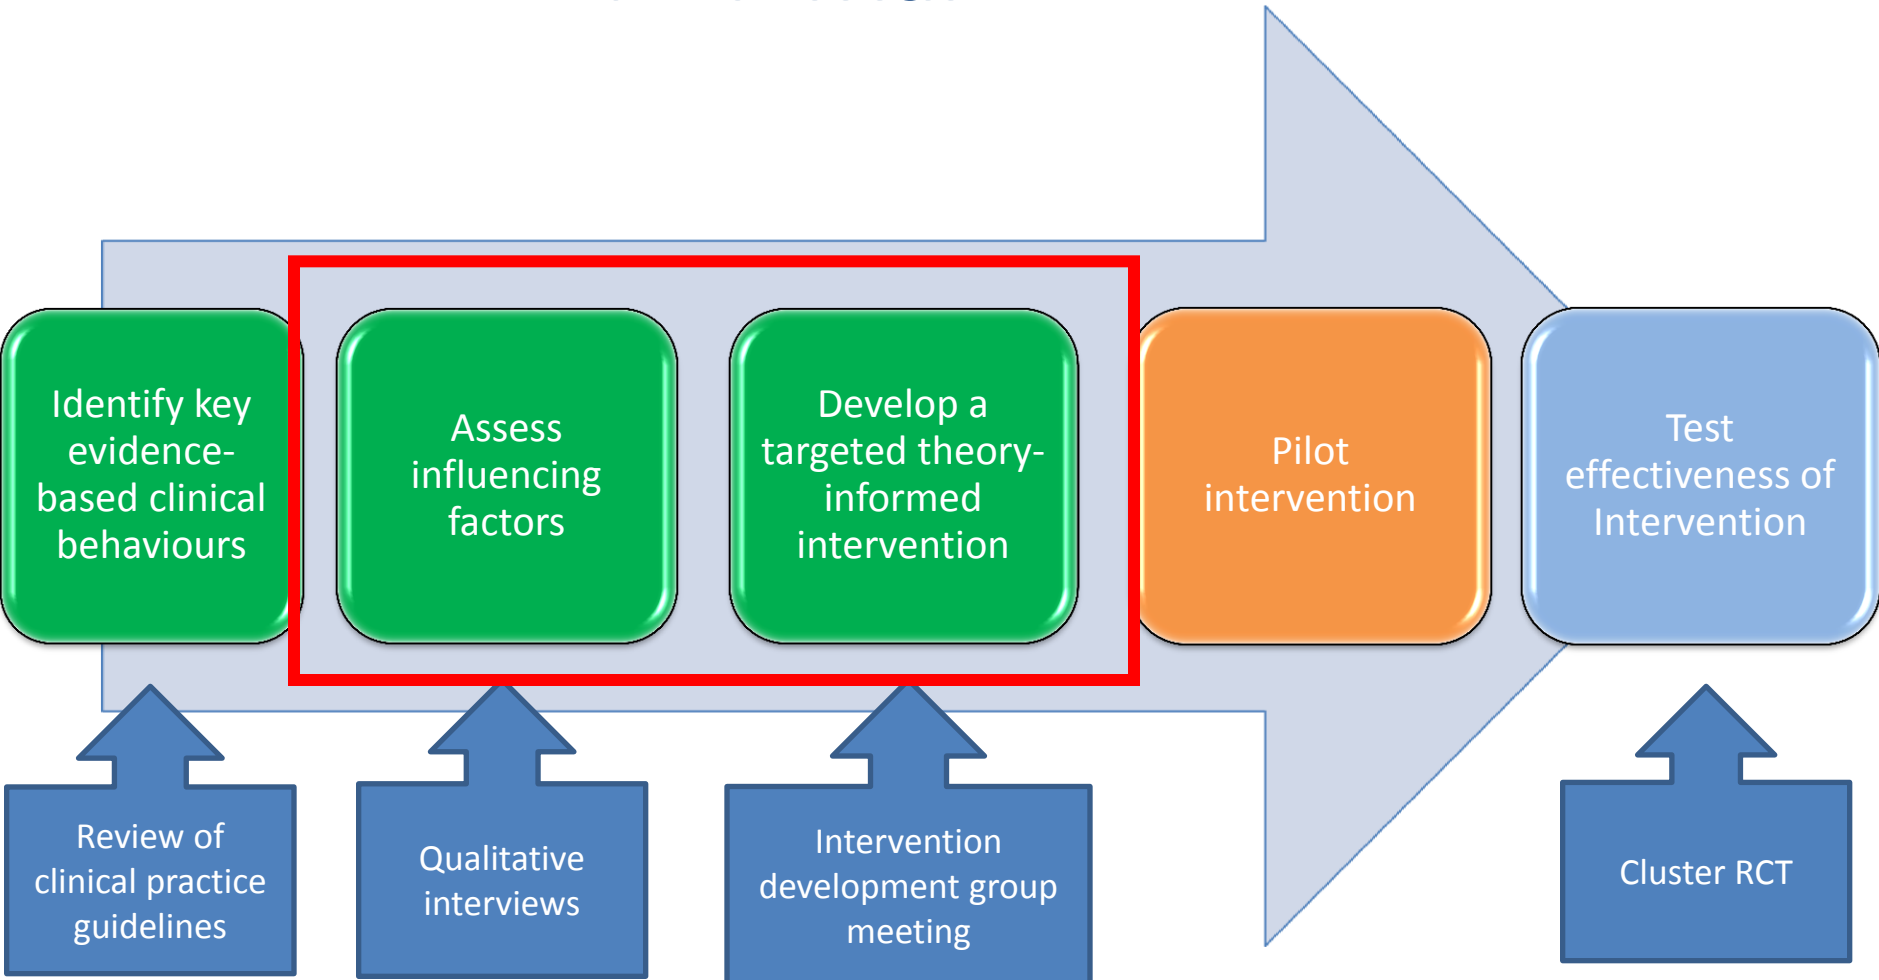 Identify key
evidence-
based clinical
behaviours
Assess
influencing
factors
Develop a
targeted theory-
informed
intervention
Pilot
intervention
Test
effectiveness of
Intervention
Review of
clinical practice
guidelines
Qualitative
interviews
Intervention
development group
meeting
Cluster RCT